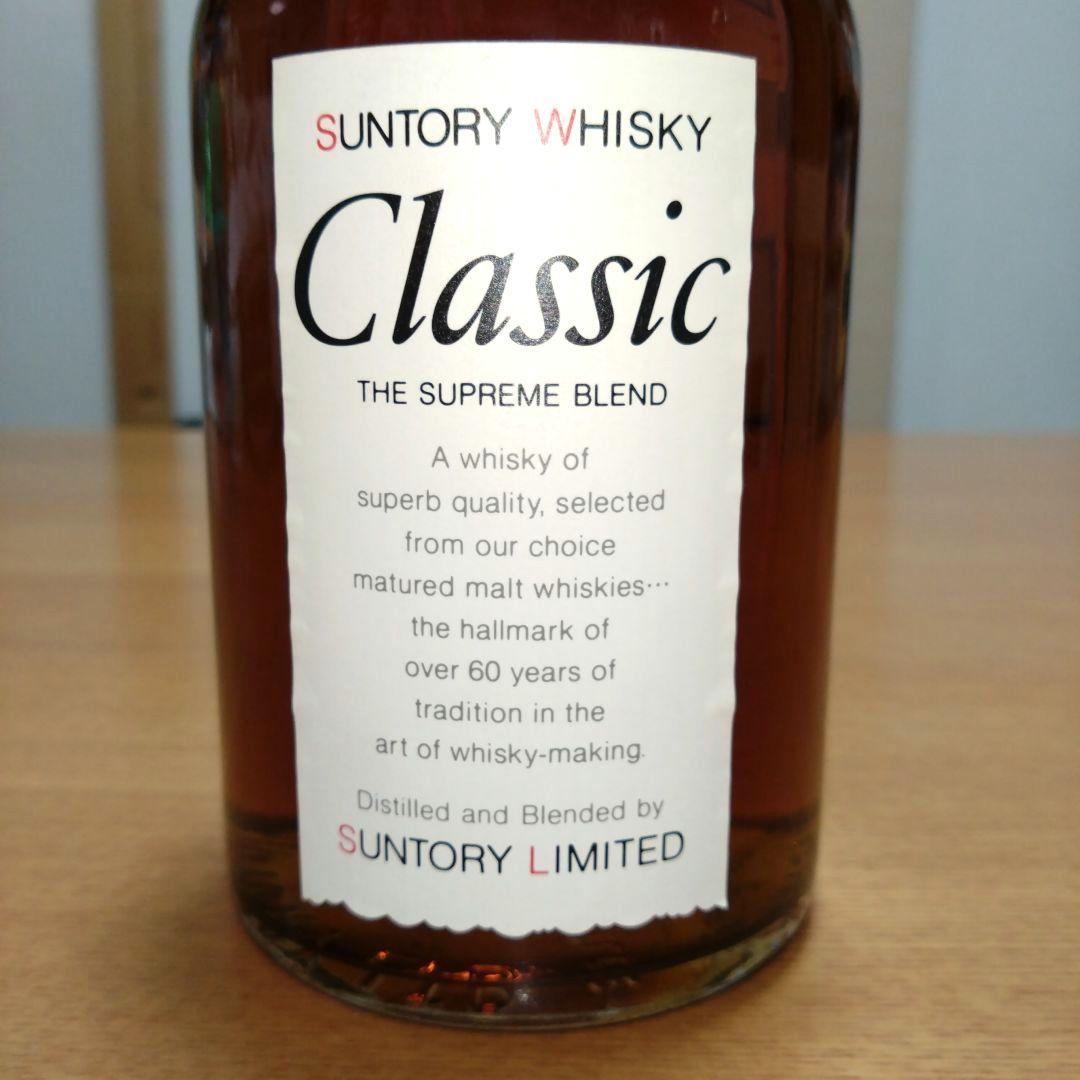 SUNTORY WHISKY
Classic
THE SUPREME BLEND
A whisky of
superb quality, selected
from our choice
matured malt whiskies…
the hallmark of
over 60 years of
tradition in the
art of whisky-making.
Distilled and Blended by
SUNTORY LIMITED